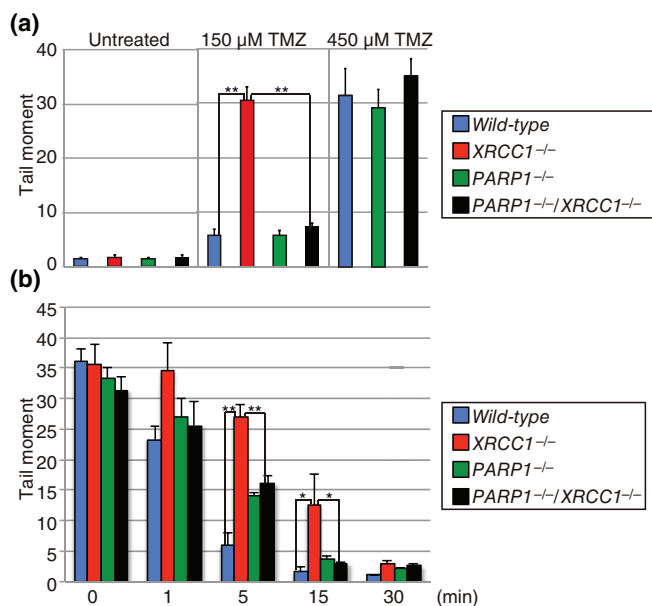 (a)
Untreated
150 µM TMZ
450 µM TMZ
40
30
20
10
0
Tail moment
** **
Wild-type
XRCC1–/–
PARP1–/–
PARP1–/–/XRCC1–/–
(b)
45
40
35
30
25
20
15
10
5
0
Tail moment
** **
* *
0 1 5 15 30 (min)
Wild-type
XRCC1–/–
PARP1–/–
PARP1–/–/XRCC1–/–